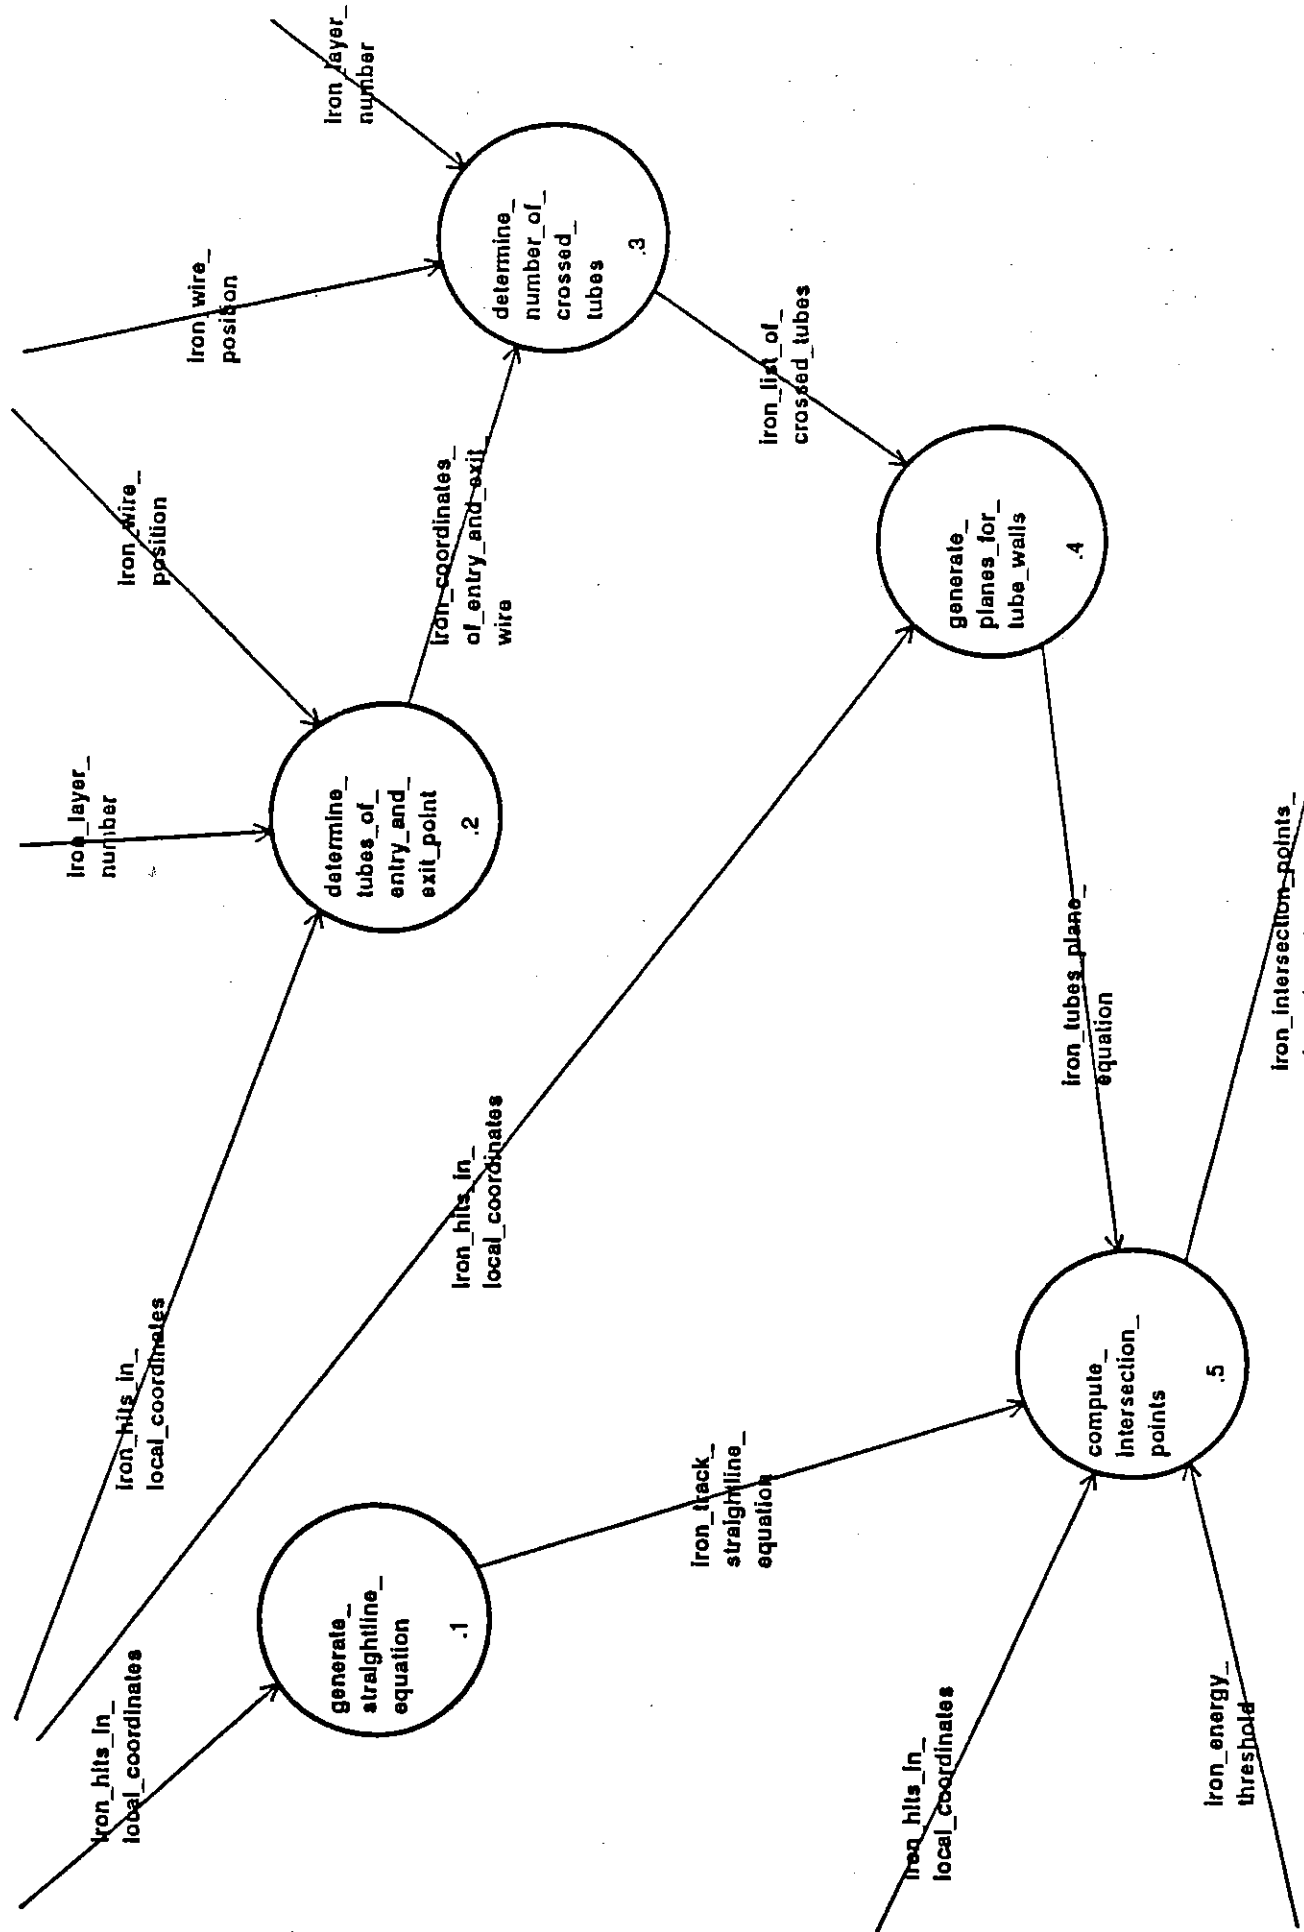 iron_hits_in_
local_coordinates
iron_hits_in_
local_coordinates
iron_layer_
number
iron_wire_
position
iron_wire_
position
iron_layer_
number
generate_
straightline_
equation
.1
iron_hits_in_
local_coordinates
determine_
tubes_of_
entry_and_
exit_point
.2
iron_coordinates_
of_entry_and_exit_
wire
determine_
number_of_
crossed_
tubes
.3
iron_track_
straightline_
equation
iron_list_of_
crossed_tubes
iron_hits_in_
local_coordinates
generate_
planes_for_
tube_walls
.4
iron_tubes_plane_
equation
compute_
intersection_
points
.5
iron_energy_
threshold
iron_intersection_points_